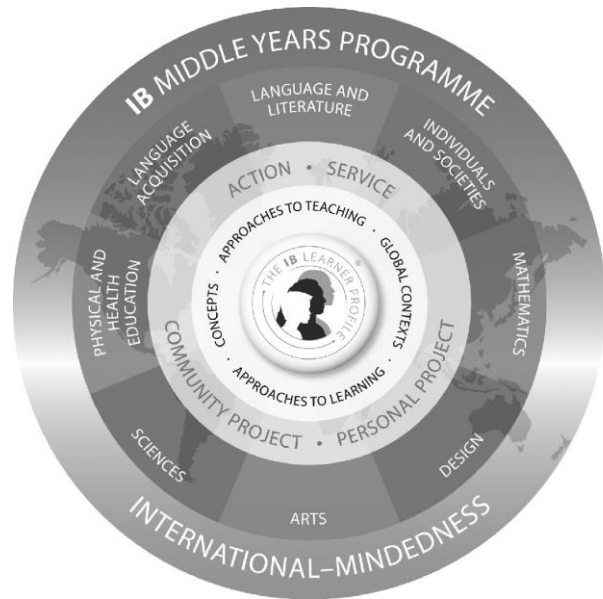 IB MIDDLE YEARS PROGRAMME
LANGUAGE AND
LITERATURE
LANGUAGE
ACQUISITION
INDIVIDUALS
AND SOCIETIES
PHYSICAL AND
HEALTH
EDUCATION
MATHEMATICS
SCIENCES
DESIGN
ARTS
ACTION • SERVICE
COMMUNITY PROJECT • PERSONAL PROJECT
APPROACHES TO TEACHING •
GLOBAL CONTEXTS •
APPROACHES TO LEARNING •
CONCEPTS •
THE IB LEARNER PROFILE ®
INTERNATIONAL–MINDEDNESS